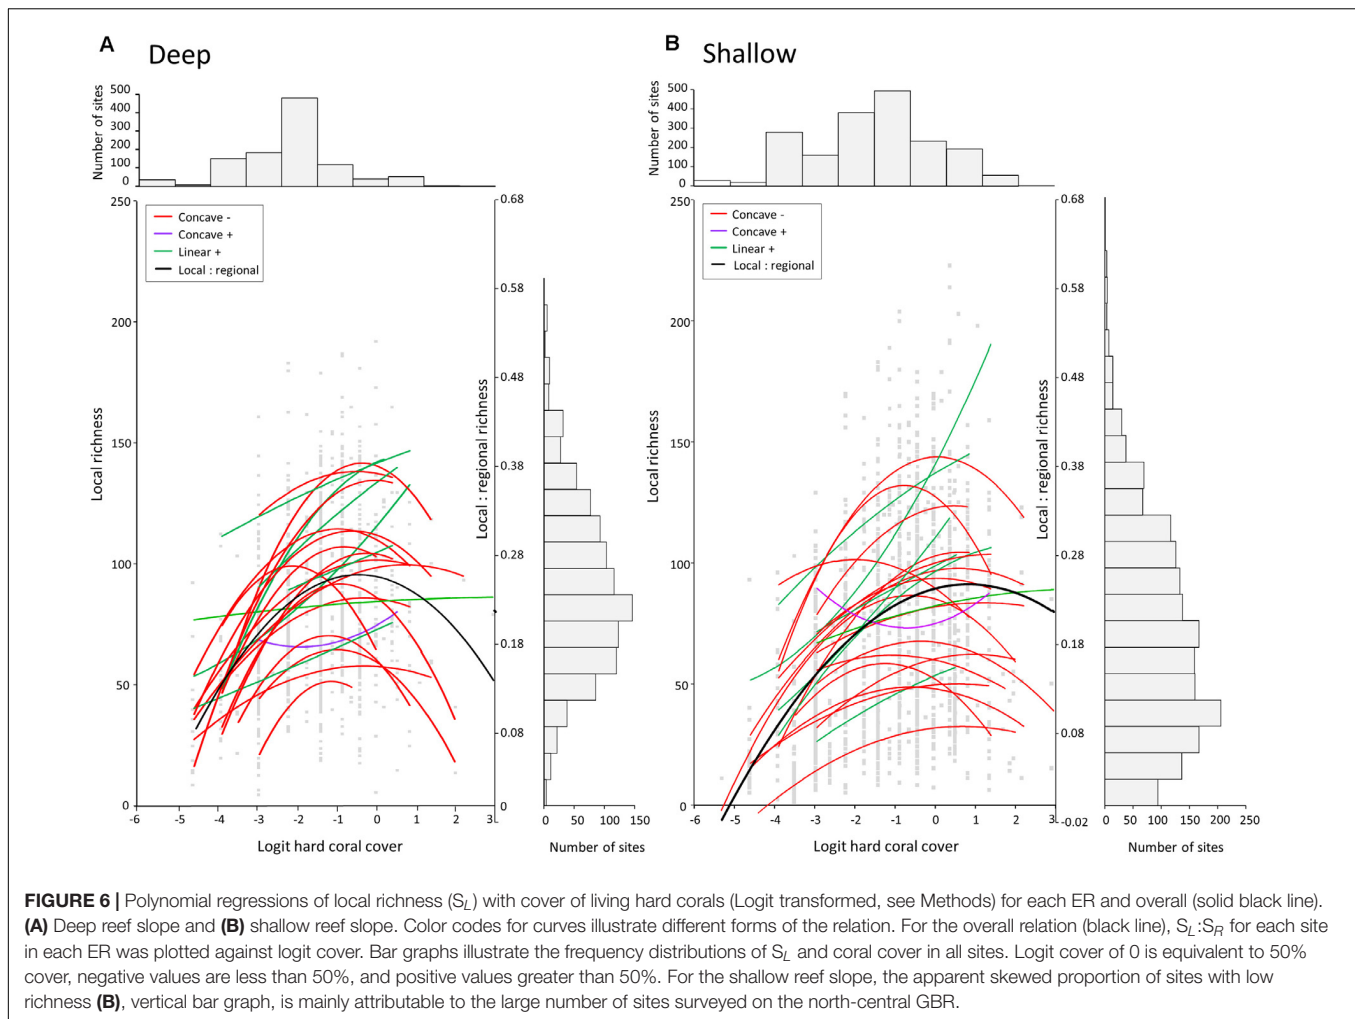 A Deep
Number of sites
500
400
300
200
100
0
Concave -
Concave +
Linear +
Local : regional
Local richness
250
200
150
100
50
0
-6 -5 -4 -3 -2 -1 0 1 2 3
Logit hard coral cover
Local : regional richness
0.68
0.58
0.48
0.38
0.28
0.18
0.08
0
0 50 100 150
Number of sites
B Shallow
Number of sites
500
400
300
200
100
0
Concave -
Concave +
Linear +
Local : regional
Local richness
250
200
150
100
50
0
-6 -5 -4 -3 -2 -1 0 1 2 3
Logit hard coral cover
Local : regional richness
0.68
0.58
0.48
0.38
0.28
0.18
0.08
-0.02
0 50 100 150 200 250
Number of sites
FIGURE 6 | Polynomial regressions of local richness (SL) with cover of living hard corals (Logit transformed, see Methods) for each ER and overall (solid black line).
(A) Deep reef slope and (B) shallow reef slope. Color codes for curves illustrate different forms of the relation. For the overall relation (black line), SL:SR for each site
in each ER was plotted against logit cover. Bar graphs illustrate the frequency distributions of SL and coral cover in all sites. Logit cover of 0 is equivalent to 50%
cover, negative values are less than 50%, and positive values greater than 50%. For the shallow reef slope, the apparent skewed proportion of sites with low
richness (B), vertical bar graph, is mainly attributable to the large number of sites surveyed on the north-central GBR.